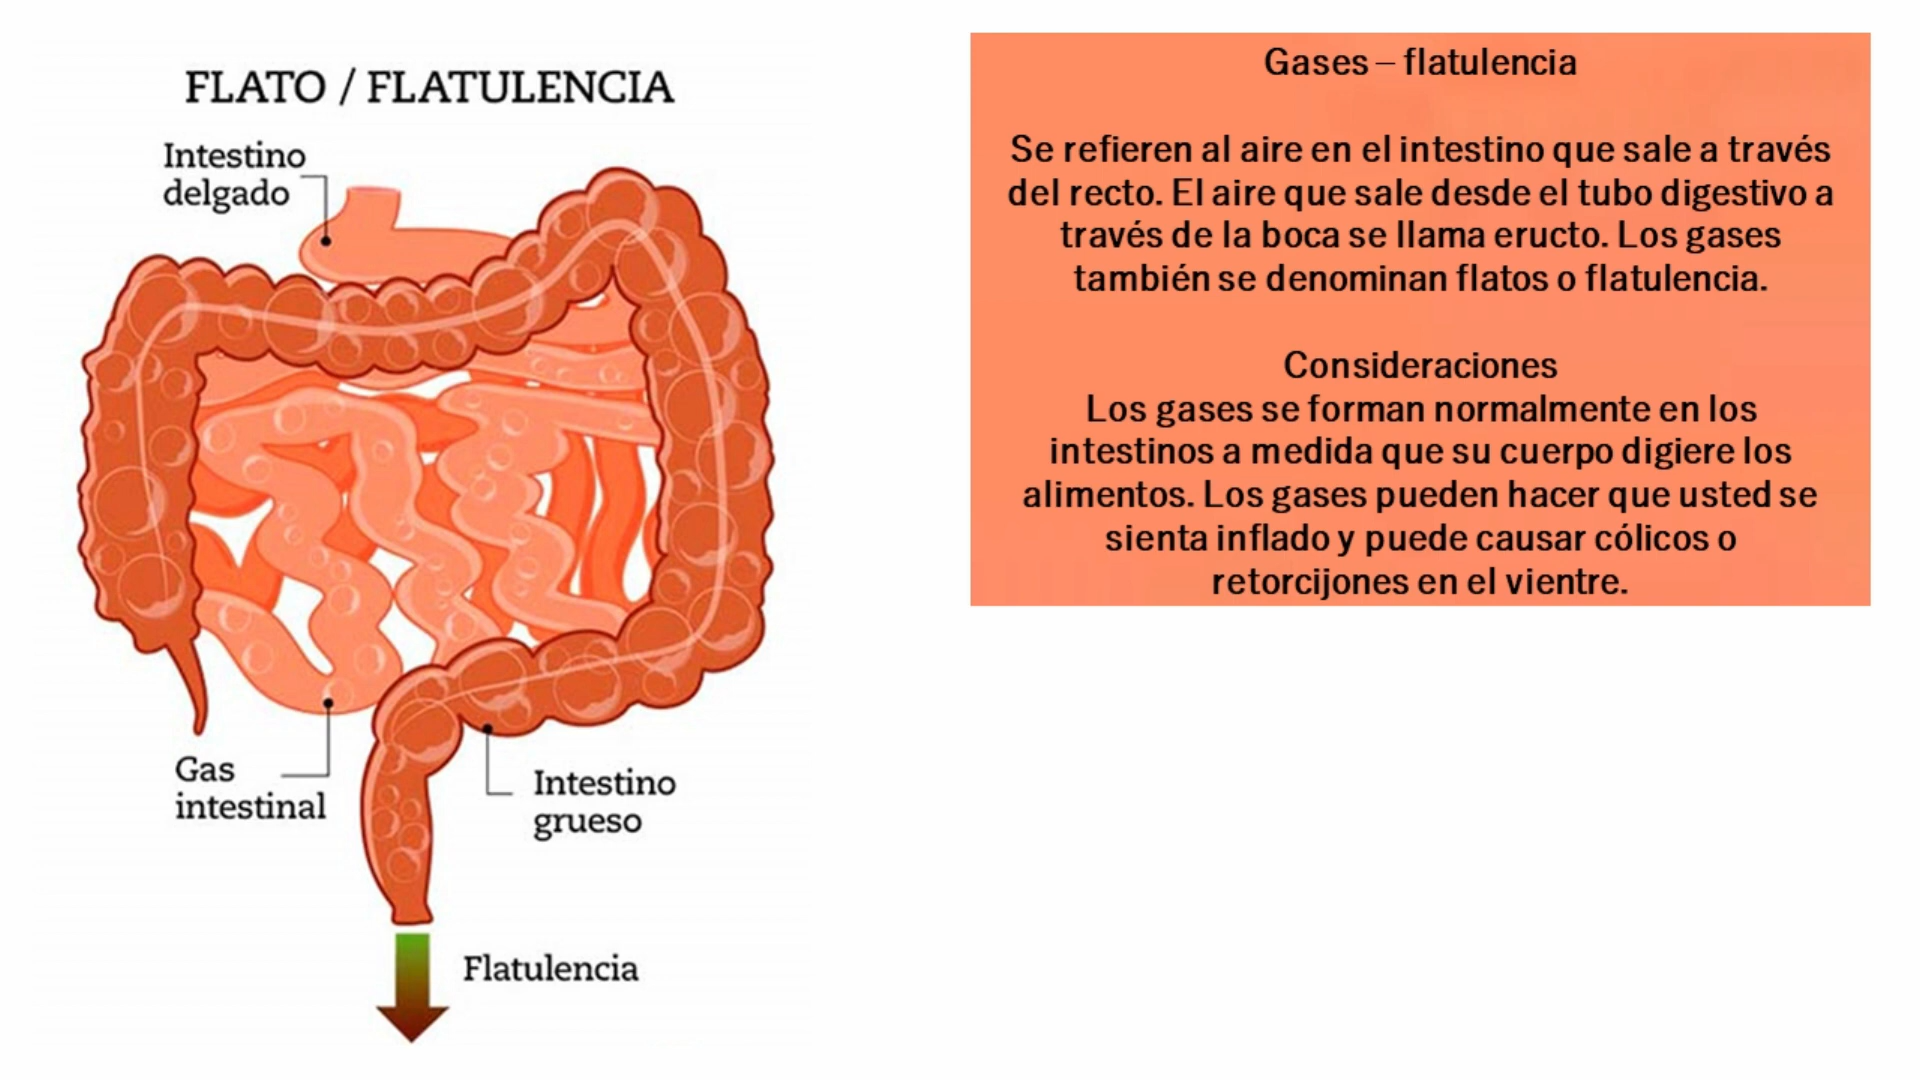 FLATO / FLATULENCIA
Intestino
delgado
Gas
intestinal
Intestino
grueso
Flatulencia
Gases – flatulencia
Se refieren al aire en el intestino que sale a través
del recto. El aire que sale desde el tubo digestivo a
través de la boca se llama eructo. Los gases
también se denominan flatos o flatulencia.
Consideraciones
Los gases se forman normalmente en los
intestinos a medida que su cuerpo digiere los
alimentos. Los gases pueden hacer que usted se
sienta inflado y puede causar cólicos o
retorcijones en el vientre.